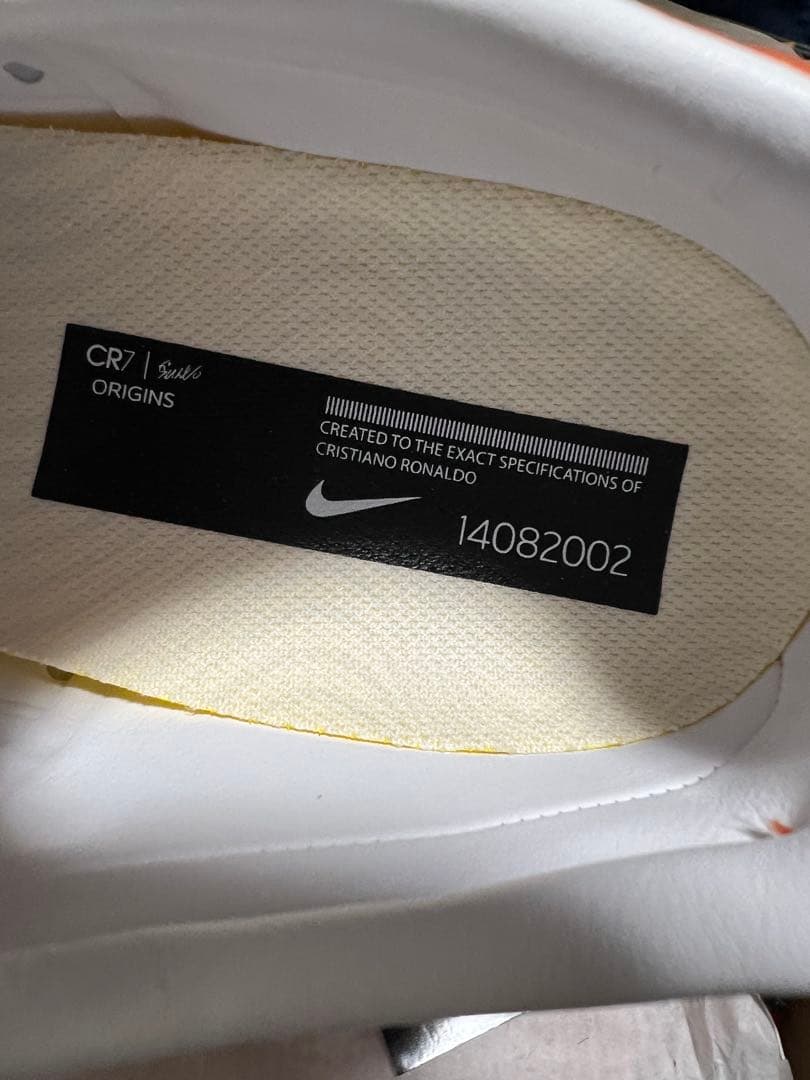 CR7 |
ORIGINS
CREATED TO THE EXACT SPECIFICATIONS OF
CRISTIANO RONALDO
14082002